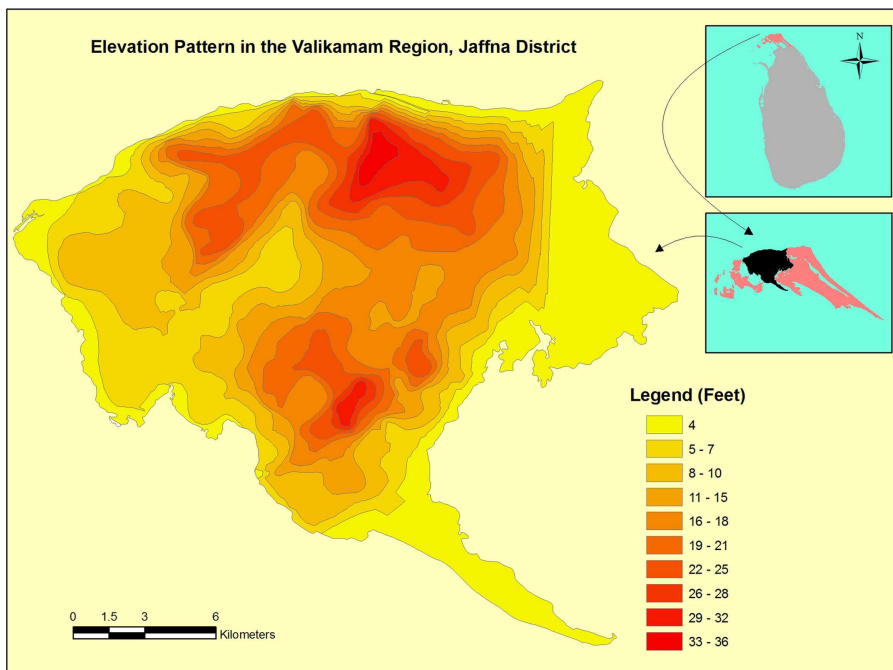 Elevation Pattern in the Valikamam Region, Jaffna District
N
Legend (Feet)
4
5 - 7
8 - 10
11 - 15
16 - 18
19 - 21
22 - 25
26 - 28
29 - 32
33 - 36
0 1.5 3 6
Kilometers